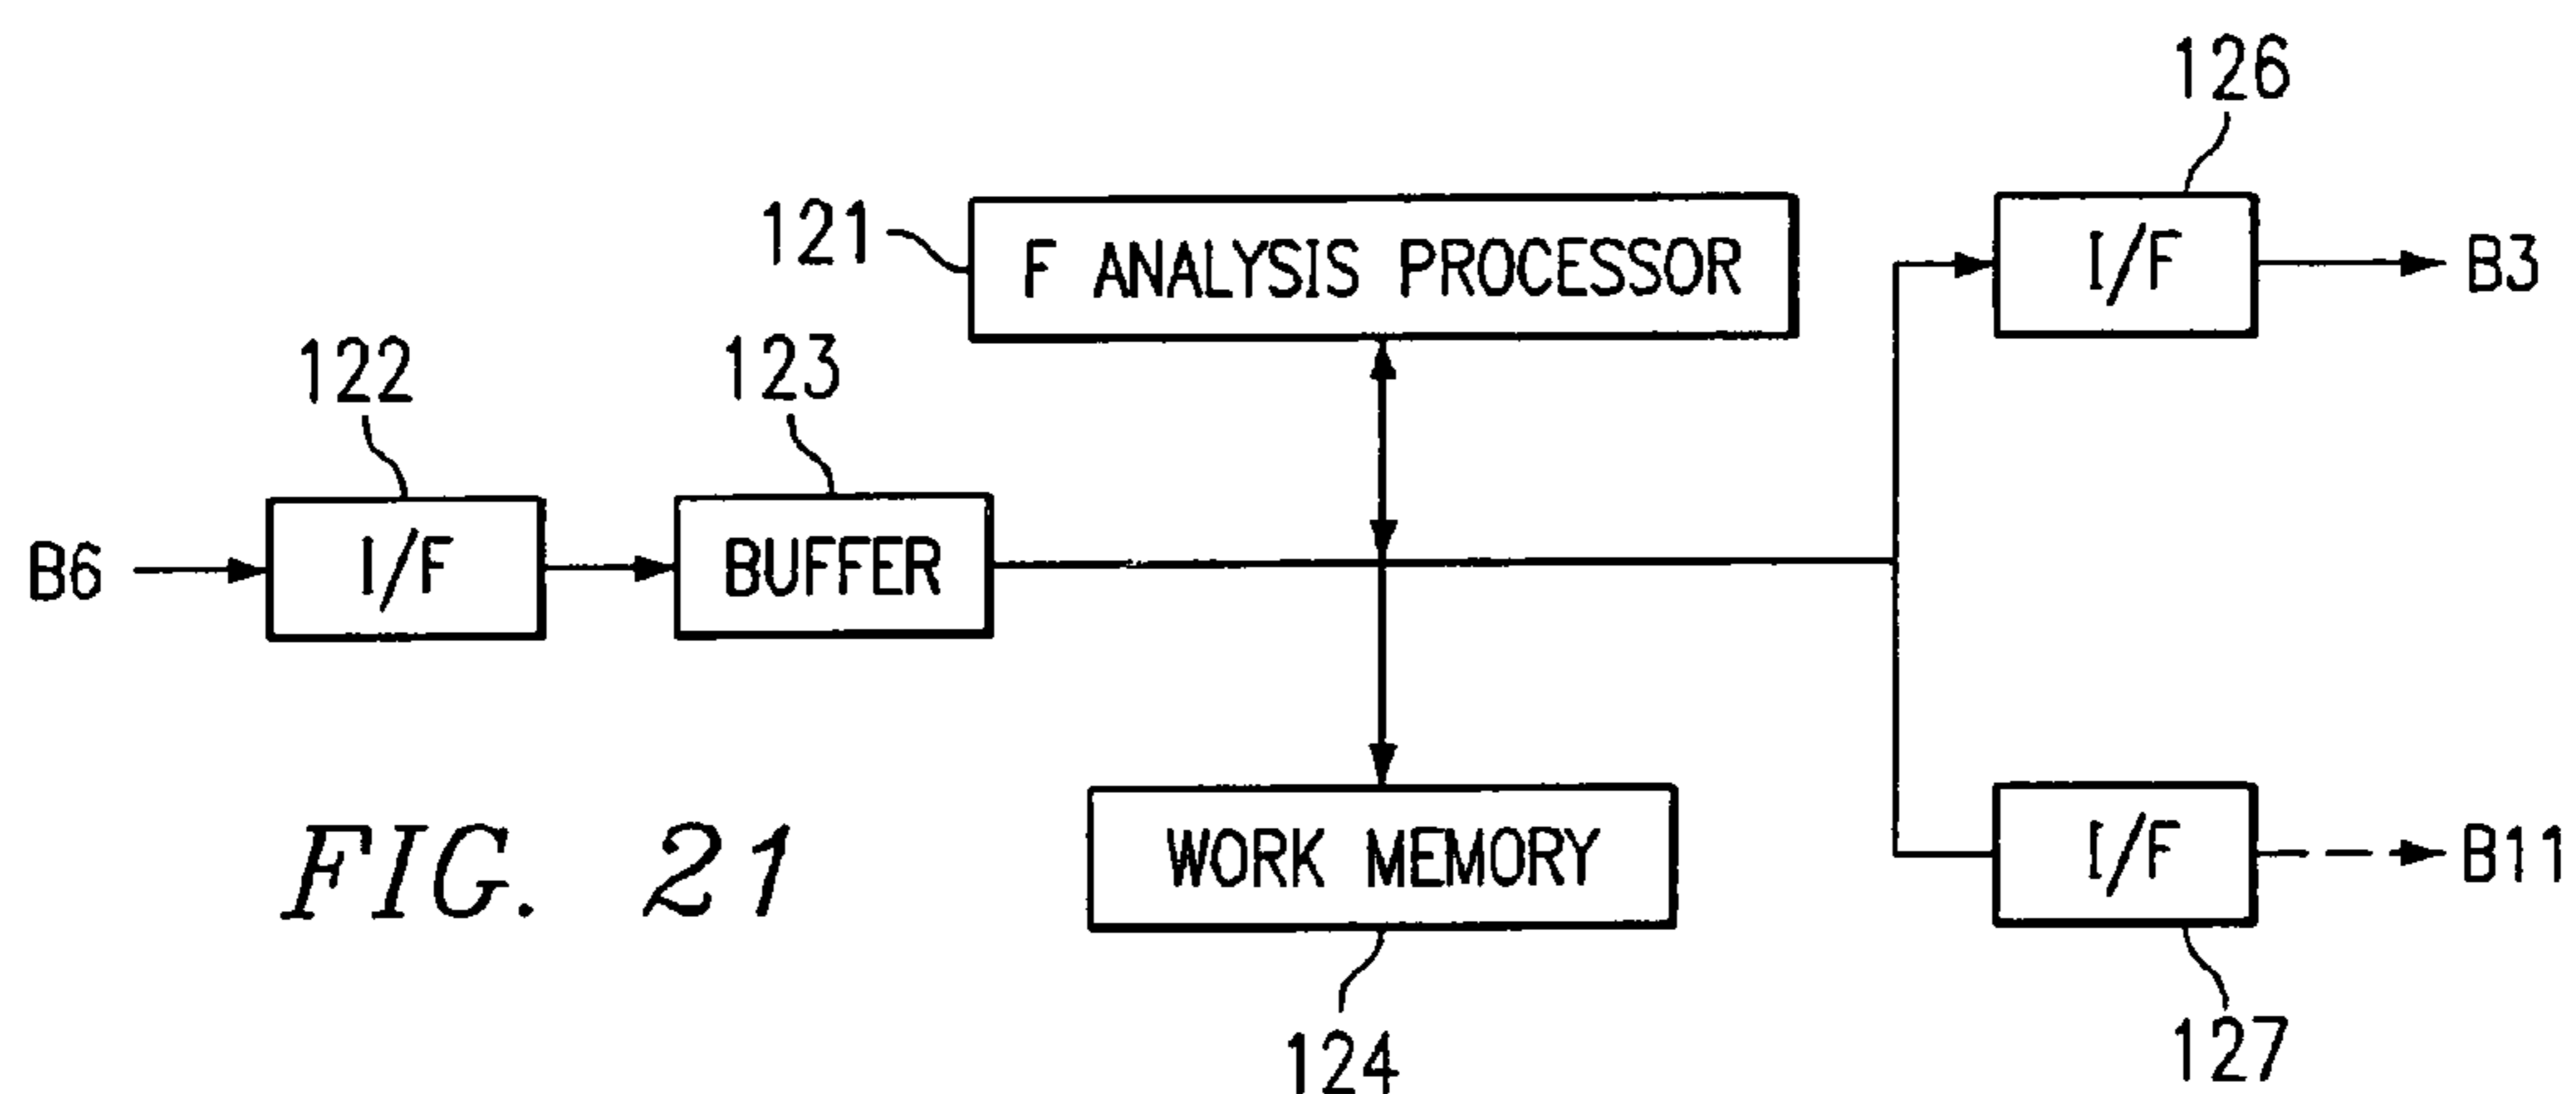 126
121
F ANALYSIS PROCESSOR
I/F
B3
122
123
B6
I/F
BUFFER
FIG. 21
WORK MEMORY
I/F
B11
124
127